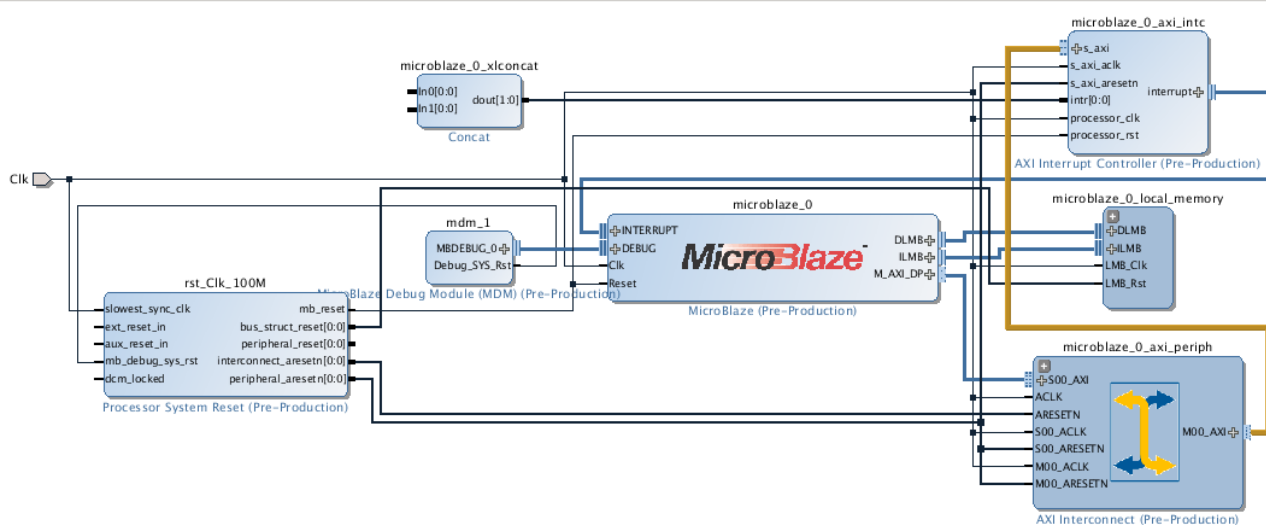 microblaze_0_axi_intc
s_axi
s_axi_aclk
s_axi_aresetn
intr[0:0]
processor_clk
processor_rst
interrupt
AXI Interrupt Controller (Pre-Production)
microblaze_0_xlconcat
In0[0:0]
In1[0:0]
dout[1:0]
Concat
Clk
microblaze_0_local_memory
DLMB
ILMB
LMB_Clk
LMB_Rst
microblaze_0
INTERRUPT
DEBUG
Clk
Reset
MicroBlaze
DLMB
ILMB
M_AXI_DP
MicroBlaze (Pre-Production)
mdm_1
MBDEBUG_0
Debug_SYS_Rst
MicroBlaze Debug Module (MDM) (Pre-Production)
rst_Clk_100M
slowest_sync_clk
ext_reset_in
aux_reset_in
mb_debug_sys_rst
dcm_locked
mb_reset
bus_struct_reset[0:0]
peripheral_reset[0:0]
interconnect_aresetn[0:0]
peripheral_aresetn[0:0]
Processor System Reset (Pre-Production)
microblaze_0_axi_periph
S00_AXI
ACLK
ARESETN
S00_ACLK
S00_ARESETN
M00_ACLK
M00_ARESETN
M00_AXI
AXI Interconnect (Pre-Production)